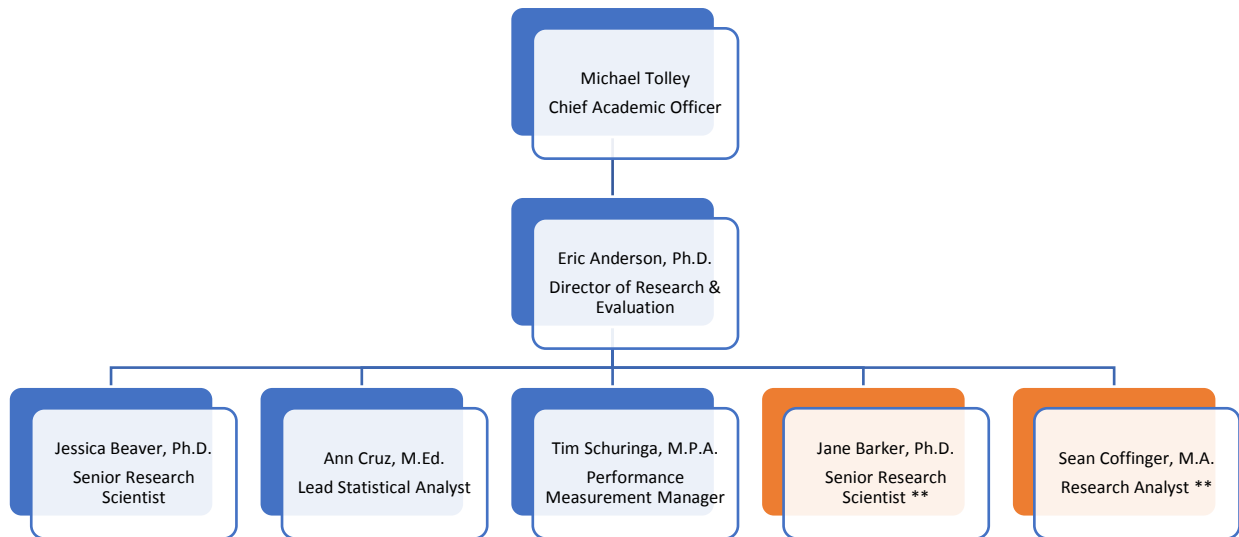 Michael Tolley
Chief Academic Officer
Eric Anderson, Ph.D.
Director of Research &
Evaluation
Jessica Beaver, Ph.D.
Senior Research
Scientist
Ann Cruz, M.Ed.
Lead Statistical Analyst
Tim Schuringa, M.P.A.
Performance
Measurement Manager
Jane Barker, Ph.D.
Senior Research
Scientist **
Sean Coffinger, M.A.
Research Analyst **